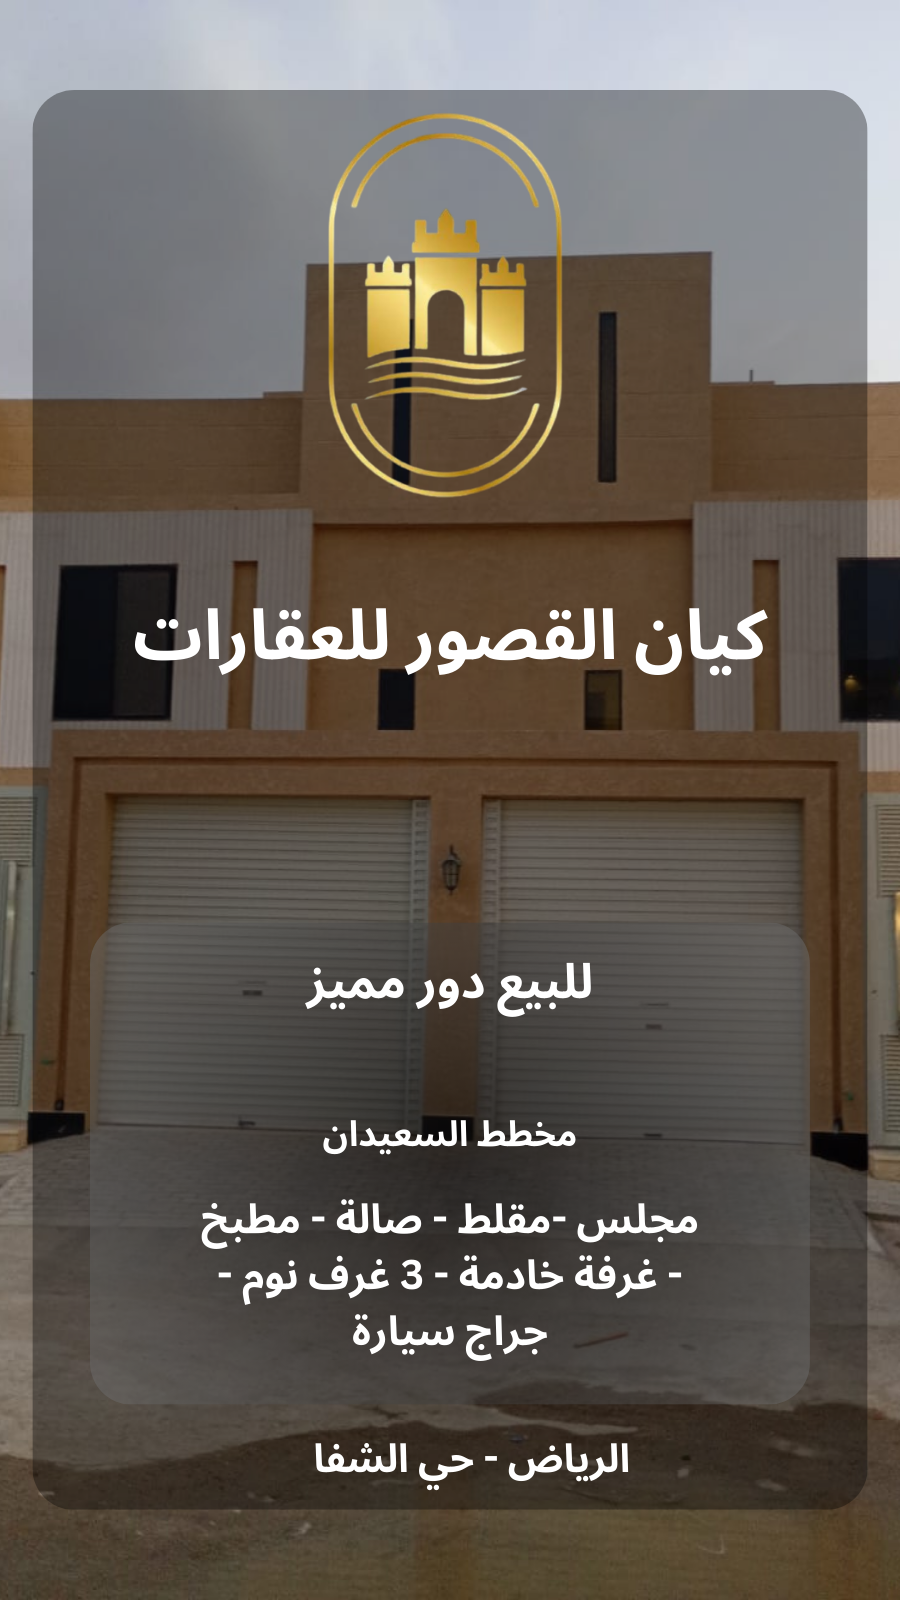 كيان القصور للعقارات
للبيع دور مميز
مخطط السعيدان
مجلس -مقلط - صالة - مطبخ
- غرفة خادمة - 3 غرف نوم -
جراج سيارة
الرياض - حي الشفا